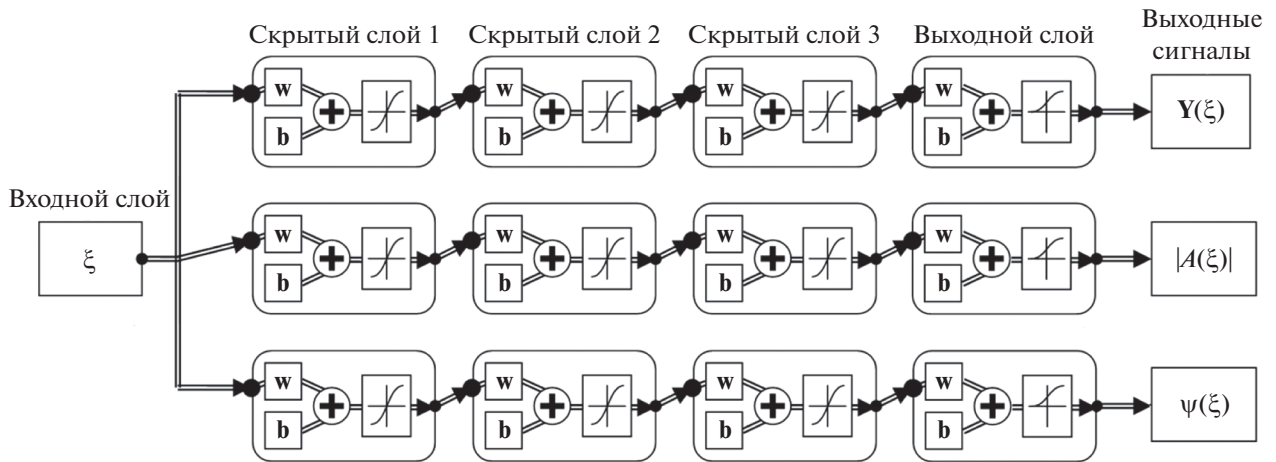 Скрытый слой 1 Скрытый слой 2 Скрытый слой 3 Выходной слой Выходные
сигналы
w w w w
Y(ξ)
b b b b
Входной слой
w w w w
ξ |A(ξ)|
b b b b
w w w w
ψ(ξ)
b b b b